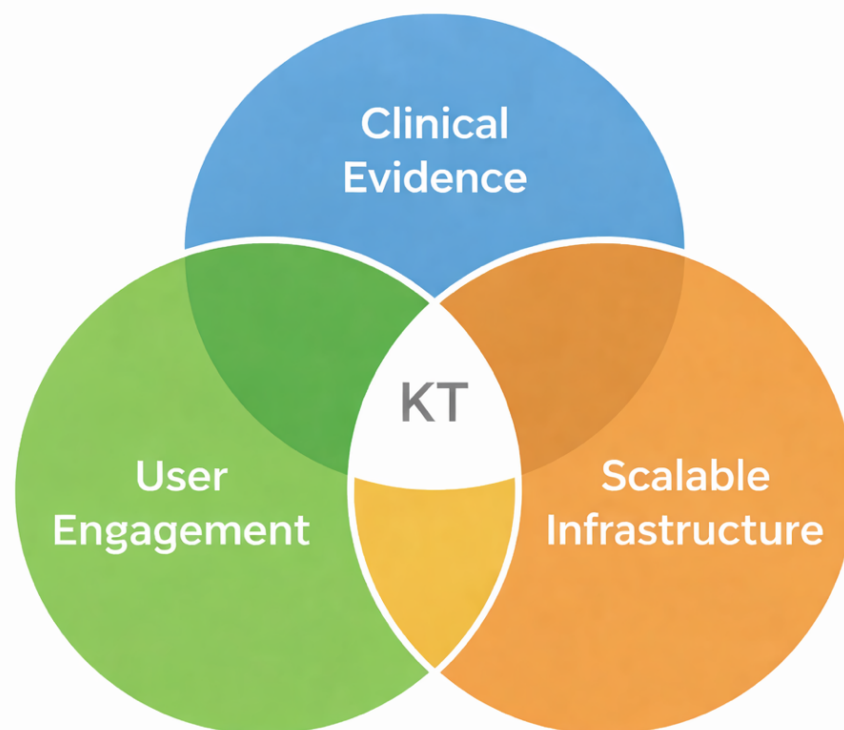 Clinical
Evidence
KT
User
Engagement
Scalable
Infrastructure